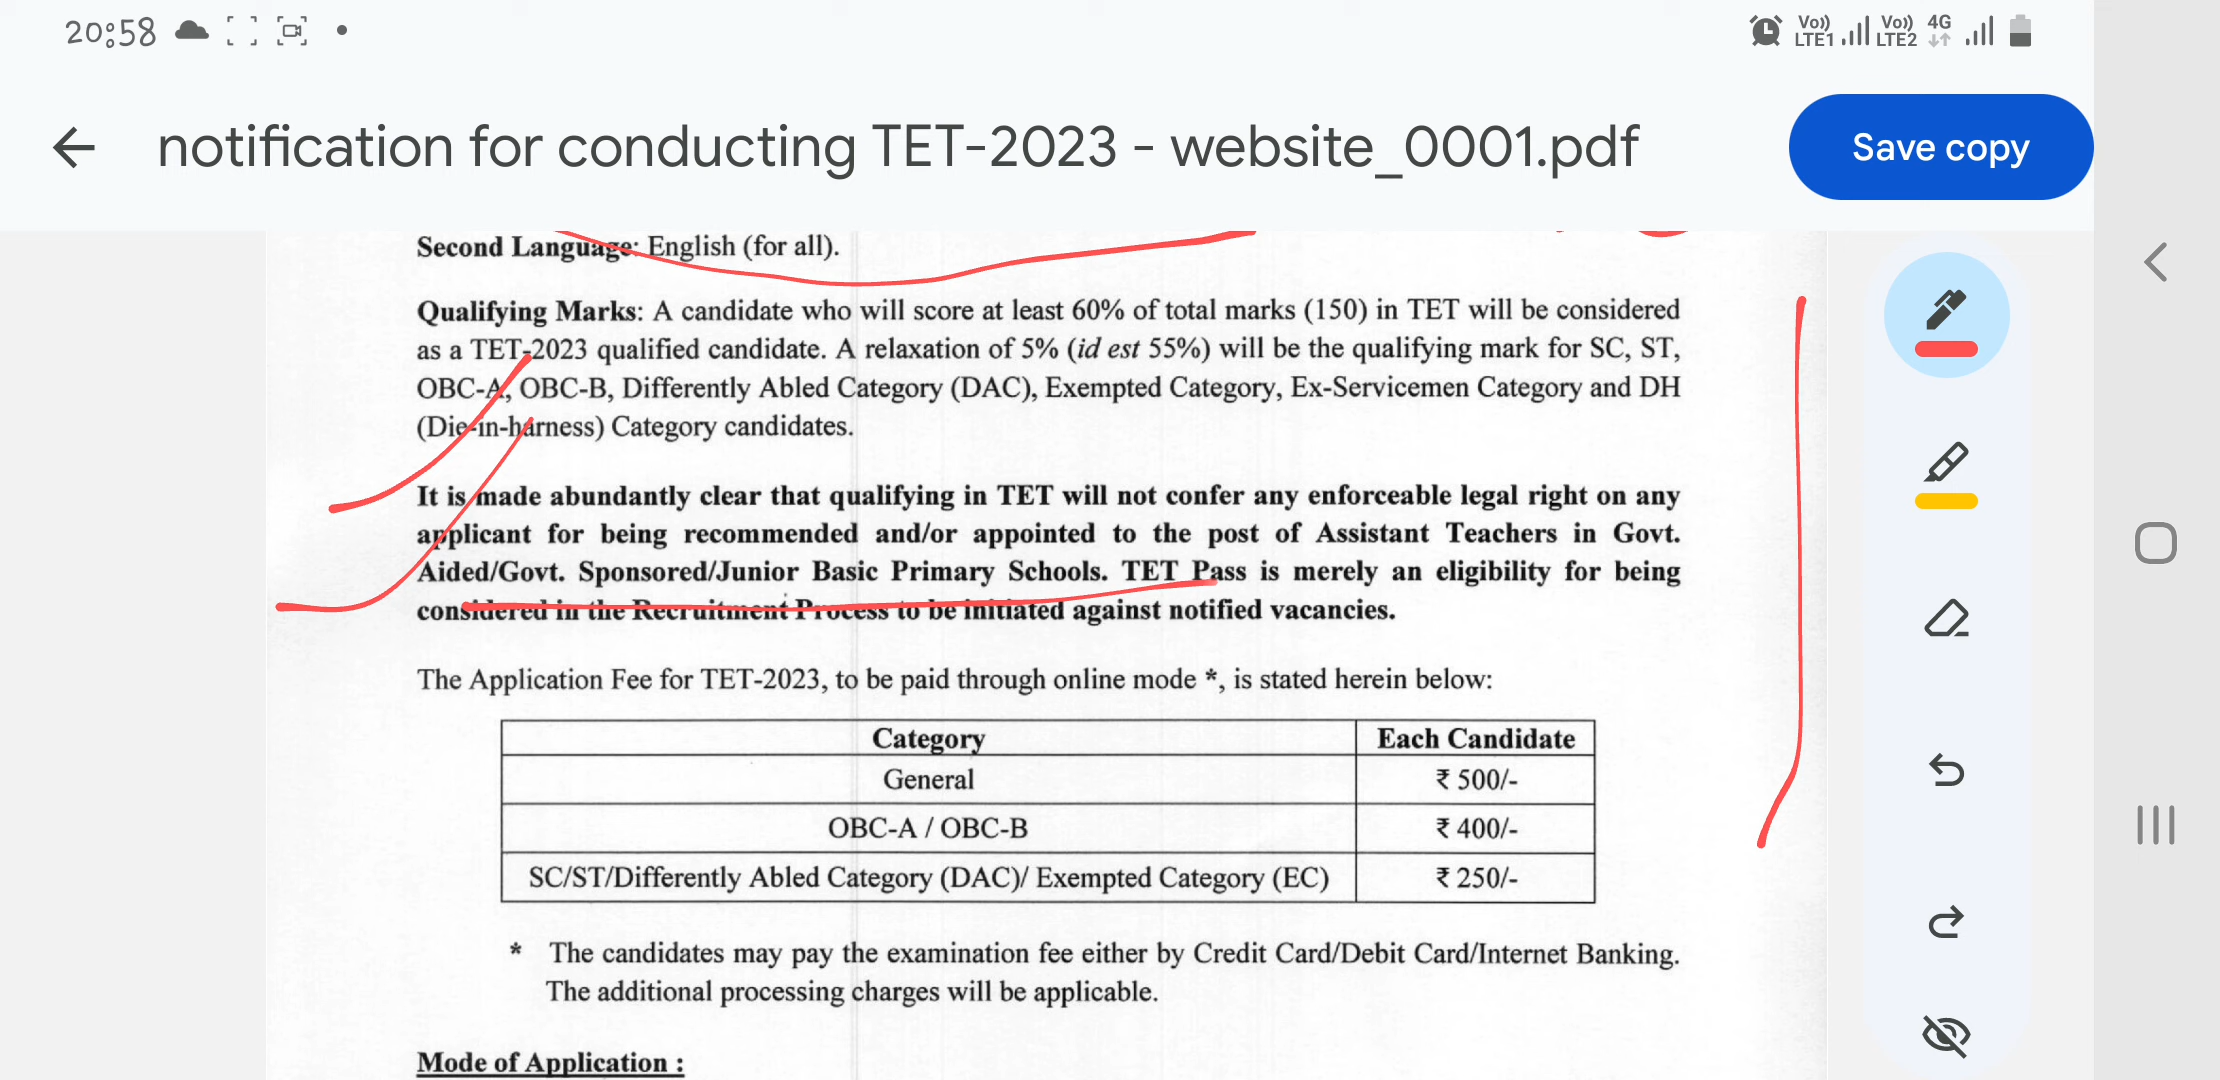 20:58
Vo)) LTE1 Vo)) LTE2 4G
notification for conducting TET-2023 - website_0001.pdf
Save copy
Second Language: English (for all).
Qualifying Marks: A candidate who will score at least 60% of total marks (150) in TET will be considered
as a TET-2023 qualified candidate. A relaxation of 5% (id est 55%) will be the qualifying mark for SC, ST,
OBC-A, OBC-B, Differently Abled Category (DAC), Exempted Category, Ex-Servicemen Category and DH
(Die-in-harness) Category candidates.
It is made abundantly clear that qualifying in TET will not confer any enforceable legal right on any
applicant for being recommended and/or appointed to the post of Assistant Teachers in Govt.
Aided/Govt. Sponsored/Junior Basic Primary Schools. TET Pass is merely an eligibility for being
considered in the Recruitment Process to be initiated against notified vacancies.
The Application Fee for TET-2023, to be paid through online mode *, is stated herein below:
Category Each Candidate
General ₹ 500/-
OBC-A / OBC-B ₹ 400/-
SC/ST/Differently Abled Category (DAC)/ Exempted Category (EC) ₹ 250/-
* The candidates may pay the examination fee either by Credit Card/Debit Card/Internet Banking.
The additional processing charges will be applicable.
Mode of Application :